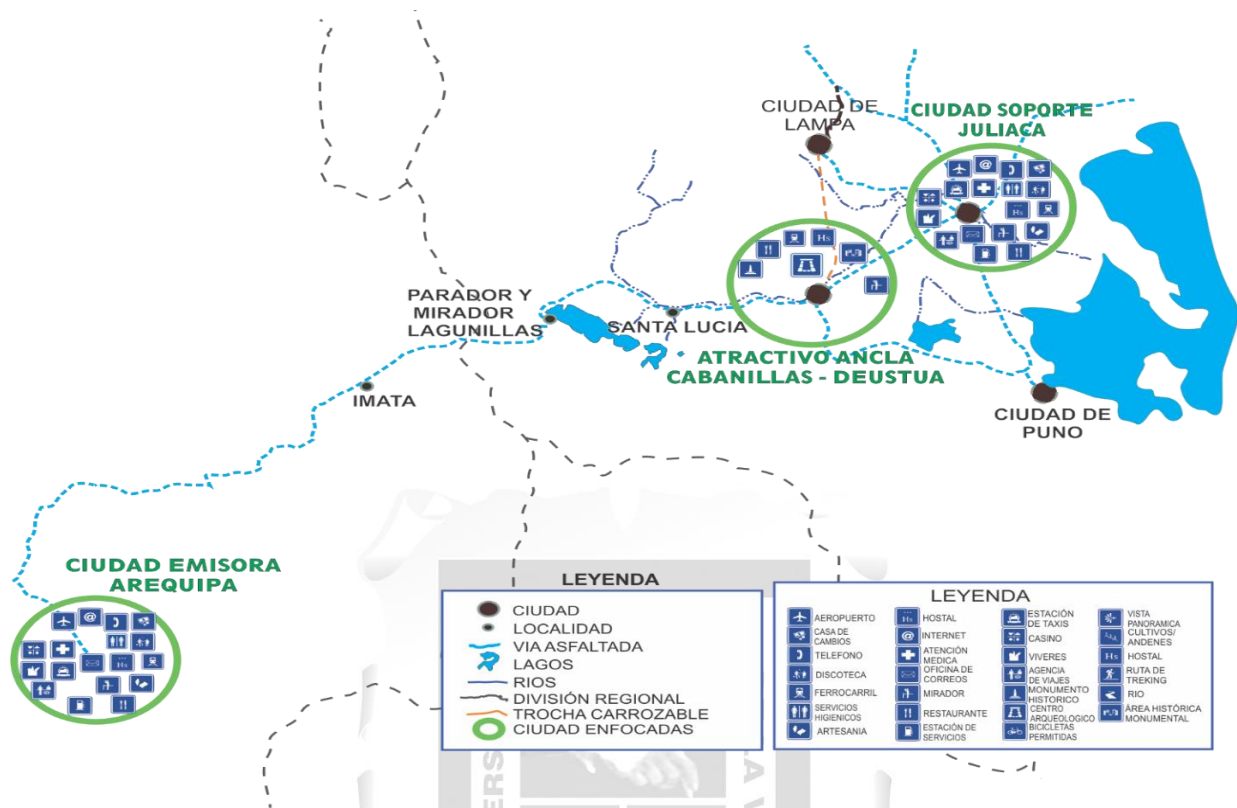 CIUDAD DE
LAMPA
CIUDAD SOPORTE
JULIACA
PARADOR Y
MIRADOR
LAGUNILLAS
SANTA LUCIA
ATRACTIVO ANCLA
CABANILLAS - DEUSTUA
IMATA
CIUDAD DE
PUNO
CIUDAD EMISORA
AREQUIPA
LEYENDA
CIUDAD
LOCALIDAD
VIA ASFALTADA
LAGOS
RIOS
DIVISIÓN REGIONAL
TROCHA CARROZABLE
CIUDAD ENFOCADAS
LEYENDA
AEROPUERTO
CASA DE
CAMBIOS
TELEFONO
DISCOTECA
FERROCARRIL
SERVICIOS
HIGIENICOS
ARTESANIA
HOSTAL
INTERNET
ATENCIÓN
MEDICA
OFICINA DE
CORREOS
MIRADOR
RESTAURANTE
ESTACIÓN DE
SERVICIOS
ESTACIÓN
DE TAXIS
CASINO
VIVERES
AGENCIA
DE VIAJES
MONUMENTO
HISTORICO
CENTRO
ARQUEOLOGICO
BICICLETAS
PERMITIDAS
VISTA
PANORAMICA
CULTIVOS/
ANDENES
HOSTAL
RUTA DE
TREKING
RIO
ÁREA HISTÓRICA
MONUMENTAL